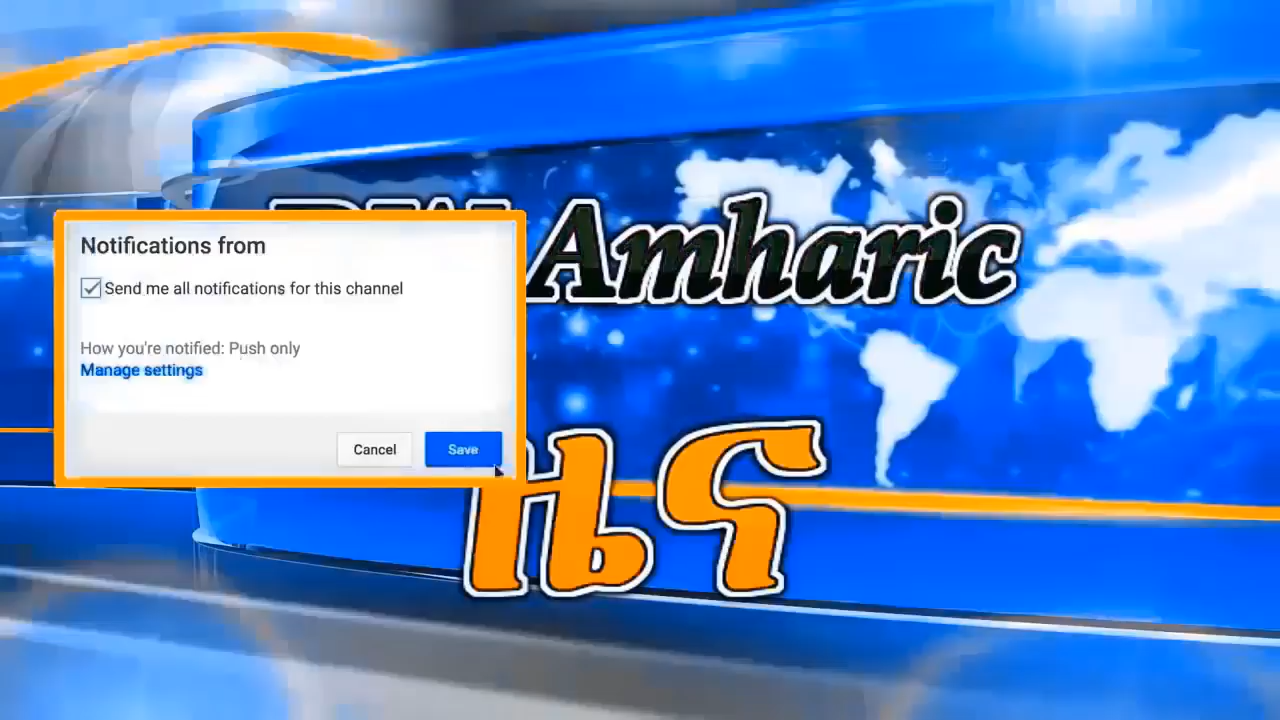 Notifications from
Send me all notifications for this channel
How you're notified: Push only
Manage settings
Cancel
Save
Amharic
ዜና